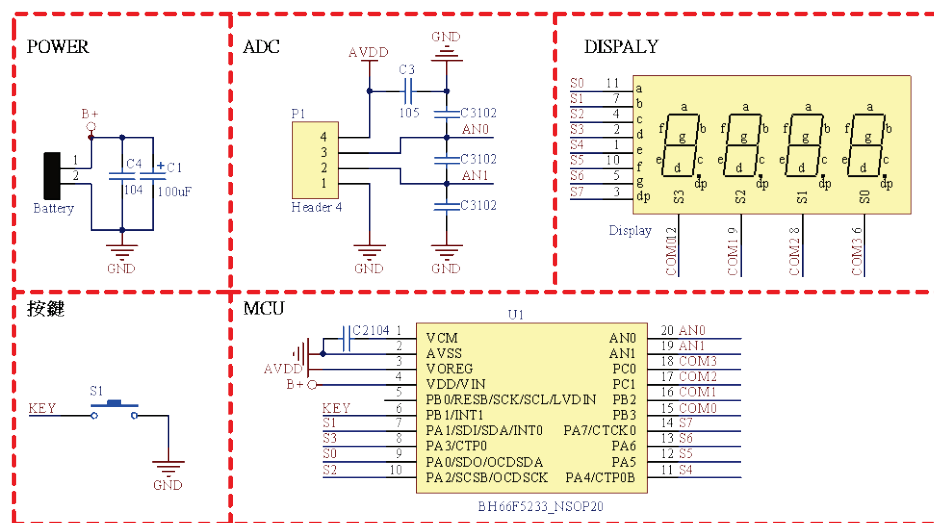 POWER
B+
1
2
Battery
C4
104
C1
100uF
GND
ADC
GND
AVDD
C3
105
P1
4
3
2
1
Header 4
C3102
AN0
C3102
AN1
C3102
GND
GND
DISPALY
S0 11 a
S1 7 b
S2 4 c
S3 2 d
S4 1 e
S5 10 f
S6 5 g
S7 3 dp
a a a a
f b f b f b f b
g g g g
e c e c e c e c
d d d d
dp dp dp dp
S3 S2 S1 S0
Display
COM0 12
COM1 9
COM2 8
COM3 6
按鍵
S1
KEY
GND
MCU
U1
C2104
AVDD
B+
1 VCM
2 AVSS
3 VOREG
4 VDD/VIN
5 PB0/RESB/SCK/SCL/LVDIN
KEY 6 PB1/INT1
S1 7 PA1/SDI/SDA/INT0
S3 8 PA3/CTP0
S0 9 PA0/SDO/OCDSDA
S2 10 PA2/SCSB/OCDSCK
AN0 20 AN0
AN1 19 AN1
PC0 18 COM3
PC1 17 COM2
PB2 16 COM1
PB3 15 COM0
PA7/CTCK0 14 S7
PA6 13 S6
PA5 12 S5
PA4/CTP0B 11 S4
BH66F5233_NSOP20